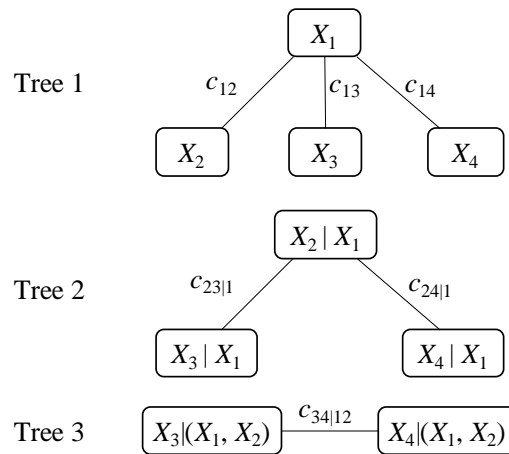 X₁
Tree 1
c₁₂ c₁₃ c₁₄
X₂ X₃ X₄
X₂ | X₁
Tree 2
c₂₃|₁ c₂₄|₁
X₃ | X₁ X₄ | X₁
c₃₄|₁₂
Tree 3 X₃|(X₁, X₂) X₄|(X₁, X₂)